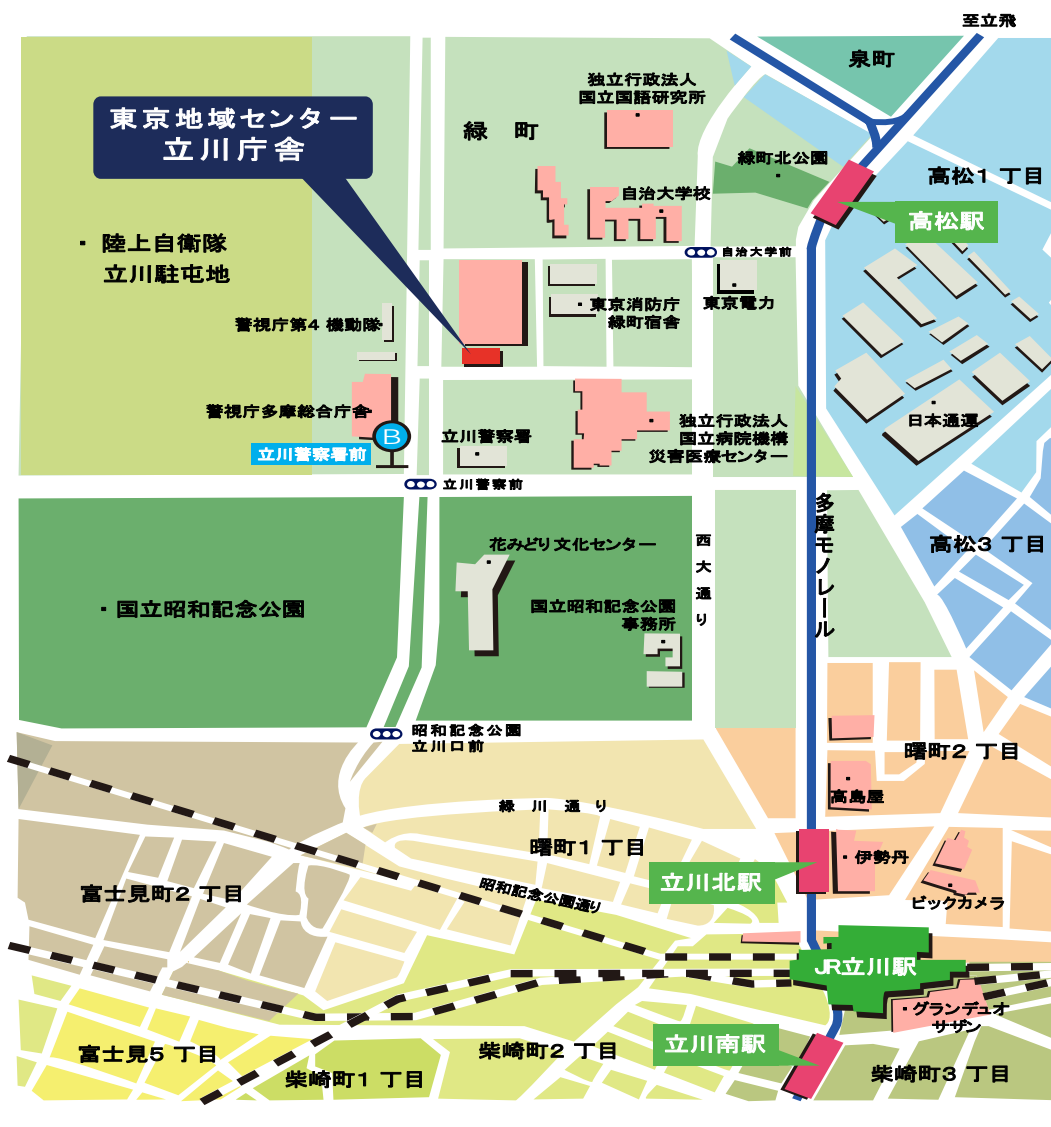 至立飛
泉町
独立行政法人
国立国語研究所
東京地域センター
立川庁舎
緑 町
緑町北公園
高松1 丁目
自治大学校
高松駅
陸上自衛隊
立川駐屯地
自治大学前
東京消防庁
緑町宿舎
東京電力
警視庁第4 機動隊
警視庁多摩総合庁舎
B
立川警察署前
立川警察署
独立行政法人
国立病院機構
災害医療センター
日本通運
立川警察前
多摩モノレール
西大通り
花みどり文化センター
高松3 丁目
国立昭和記念公園
国立昭和記念公園
事務所
昭和記念公園
立川口前
曙町2 丁目
高島屋
緑川通り
曙町1 丁目
伊勢丹
立川北駅
富士見町2 丁目
昭和記念公園通り
ビックカメラ
JR立川駅
グランデュオ
サザン
立川南駅
富士見5 丁目
柴崎町2 丁目
柴崎町1 丁目
柴崎町3 丁目